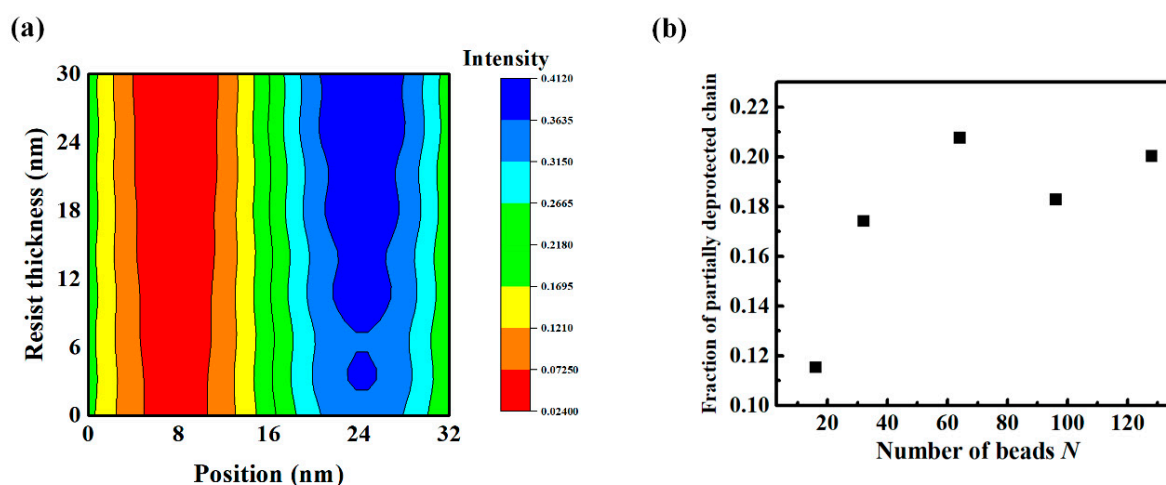 (a)
Intensity
30
24
18
12
6
0
Resist thickness (nm)
0 8 16 24 32
Position (nm)
0.4120
0.3635
0.3150
0.2665
0.2180
0.1695
0.1210
0.07250
0.02400
(b)
0.22
0.20
0.18
0.16
0.14
0.12
0.10
Fraction of partially deprotected chain
20 40 60 80 100 120
Number of beads N